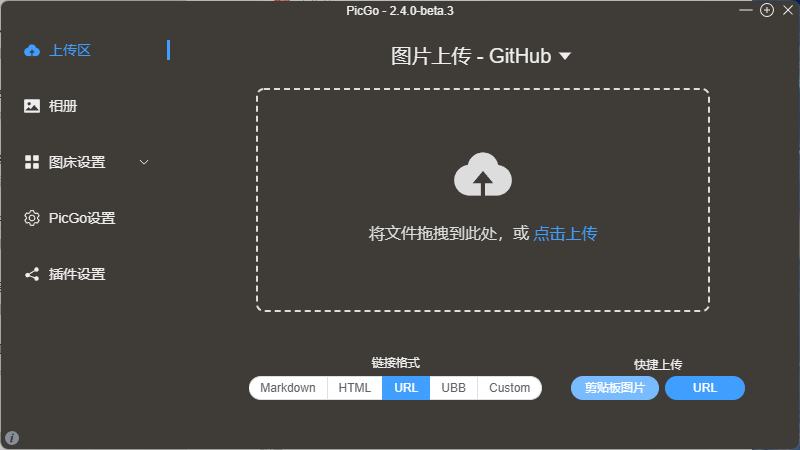 PicGo - 2.4.0-beta.3
上传区
相册
图床设置
PicGo设置
插件设置
图片上传 - GitHub
将文件拖拽到此处，或 点击上传
链接格式
Markdown HTML URL UBB Custom
快捷上传
剪贴板图片 URL